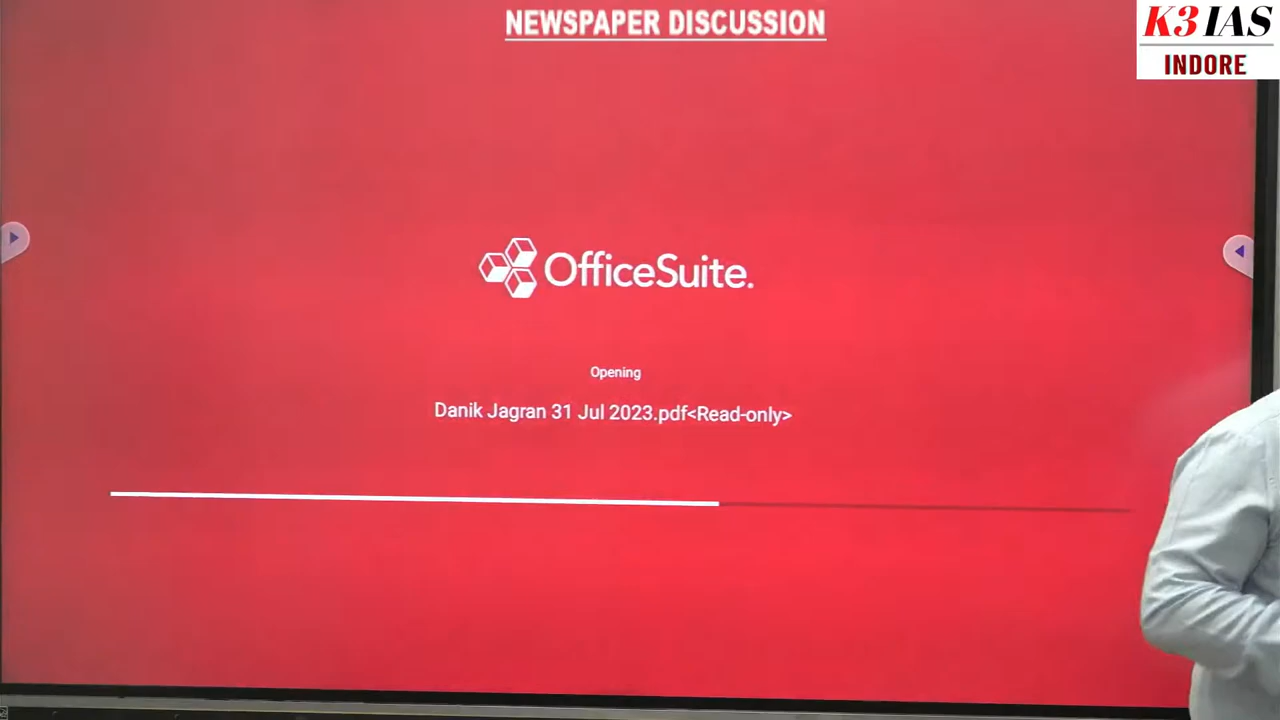 NEWSPAPER DISCUSSION
K3 IAS
INDORE
OfficeSuite.
Opening
Danik Jagran 31 Jul 2023.pdf<Read-only>